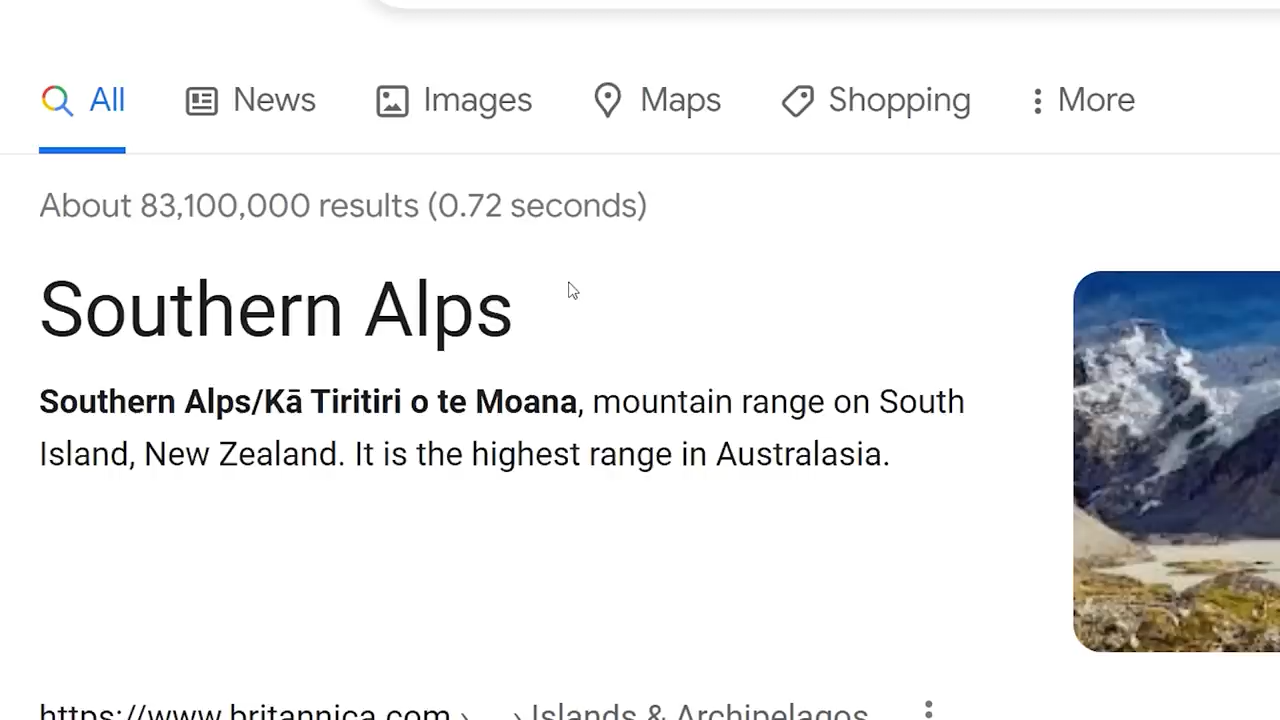 All News Images Maps Shopping More
About 83,100,000 results (0.72 seconds)
Southern Alps
Southern Alps/Kā Tiritiri o te Moana, mountain range on South
Island, New Zealand. It is the highest range in Australasia.
https://www.britannica.com › ... › Islands & Archipelagos